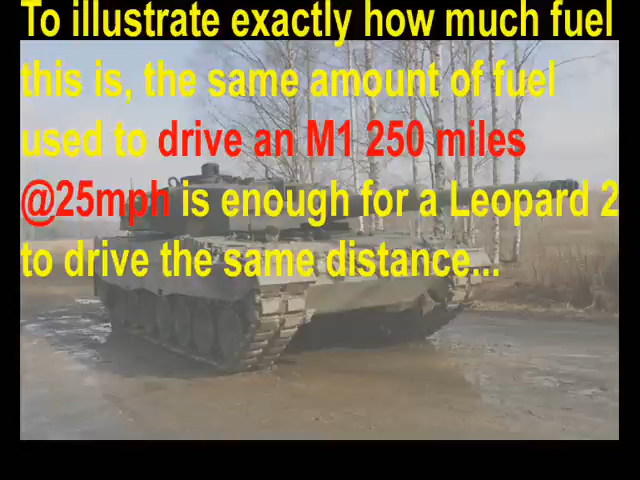 To illustrate exactly how much fuel
this is, the same amount of fuel
used to drive an M1 250 miles
@25mph is enough for a Leopard 2
to drive the same distance...